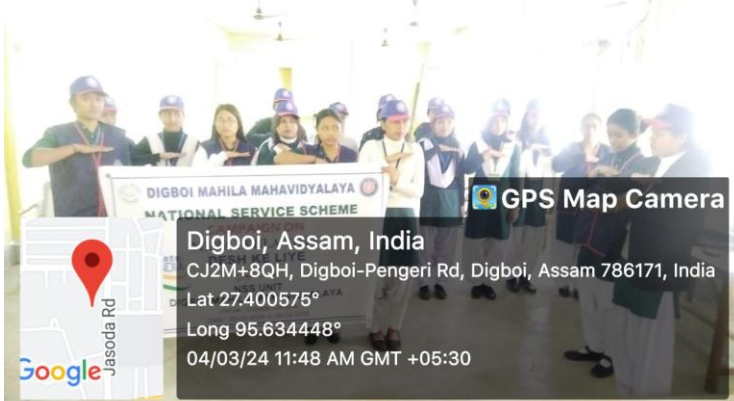 DIGBOI MAHILA MAHAVIDYALAYA
NATIONAL SERVICE SCHEME
CAMPAIGN ON
DESH KE LIYE
NSS UNIT
GPS Map Camera
Digboi, Assam, India
CJ2M+8QH, Digboi-Pengeri Rd, Digboi, Assam 786171, India
Lat 27.400575°
Long 95.634448°
04/03/24 11:48 AM GMT +05:30
Jasoda Rd
Google